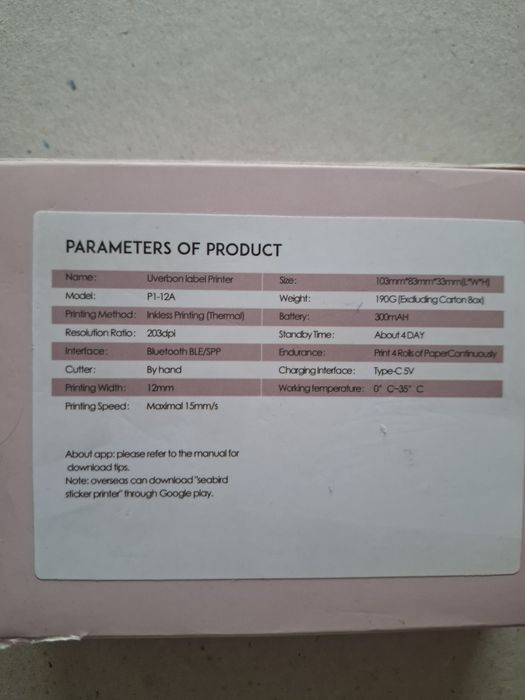 PARAMETERS OF PRODUCT
Name: Uverbon label Printer Size: 103mm*83mm*33mm(L*W*H)
Model: P1-12A Weight: 190G (Excluding Carton Box)
Printing Method: Inkless Printing (Thermal) Battery: 300mAH
Resolution Ratio: 203dpi Standby Time: About 4 DAY
Interface: Bluetooth BLE/SPP Endurance: Print 4 Rolls of Paper Continuously
Cutter: By hand Charging Interface: Type-C 5V
Printing Width: 12mm Working temperature: 0° C~35° C
Printing Speed: Maximal 15mm/s
About app: please refer to the manual for
download tips.
Note: overseas can download "seabird
sticker printer" through Google play.